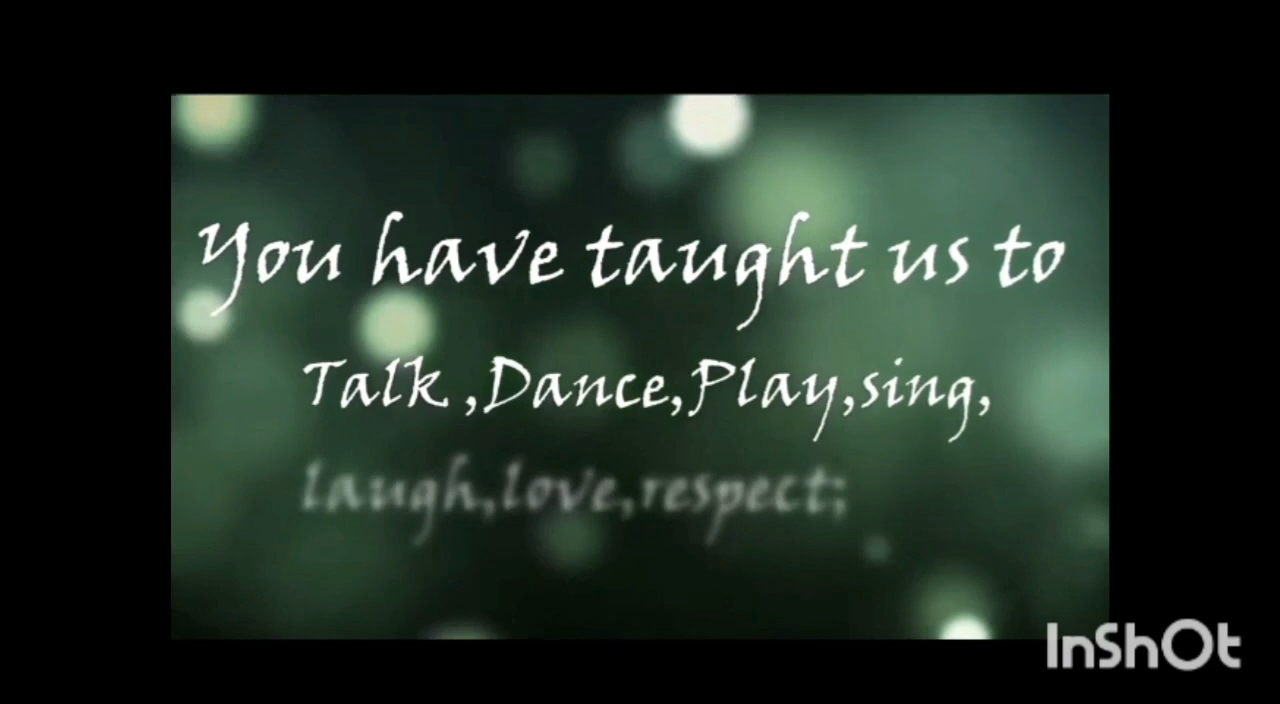 You have taught us to
Talk ,Dance,Play,sing,
laugh,love,respect;
InShOt